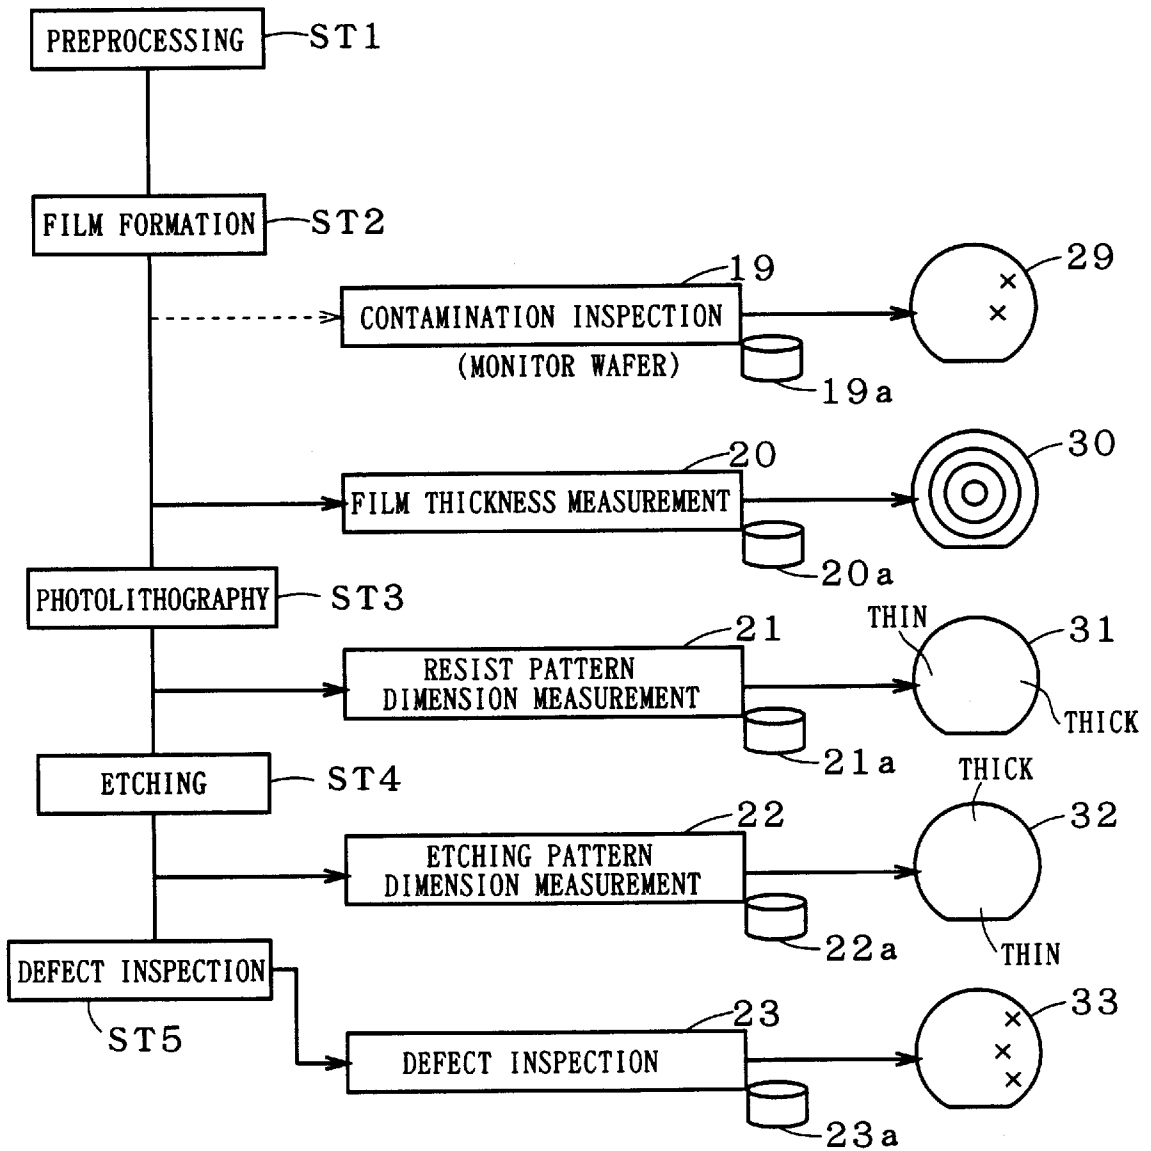 PREPROCESSING ST1
FILM FORMATION ST2
19
29
CONTAMINATION INSPECTION
(MONITOR WAFER)
19a
20
30
FILM THICKNESS MEASUREMENT
20a
PHOTOLITHOGRAPHY ST3
21
THIN
31
RESIST PATTERN
DIMENSION MEASUREMENT
THICK
21a
ETCHING ST4
THICK
22
32
ETCHING PATTERN
DIMENSION MEASUREMENT
22a
THIN
DEFECT INSPECTION
ST5
23
33
DEFECT INSPECTION
23a